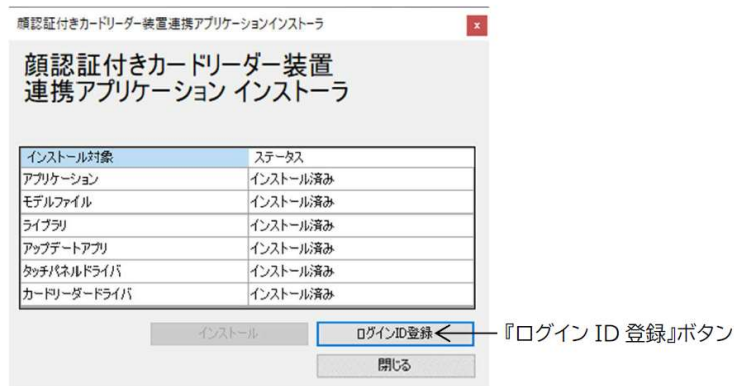 顔認証付きカードリーダー装置連携アプリケーションインストーラ
x
顔認証付きカードリーダー装置
連携アプリケーション インストーラ
インストール対象 ステータス
アプリケーション インストール済み
モデルファイル インストール済み
ライブラリ インストール済み
アップデートアプリ インストール済み
タッチパネルドライバ インストール済み
カードリーダードライバ インストール済み
インストール ログインID登録 『ログイン ID 登録』ボタン
閉じる